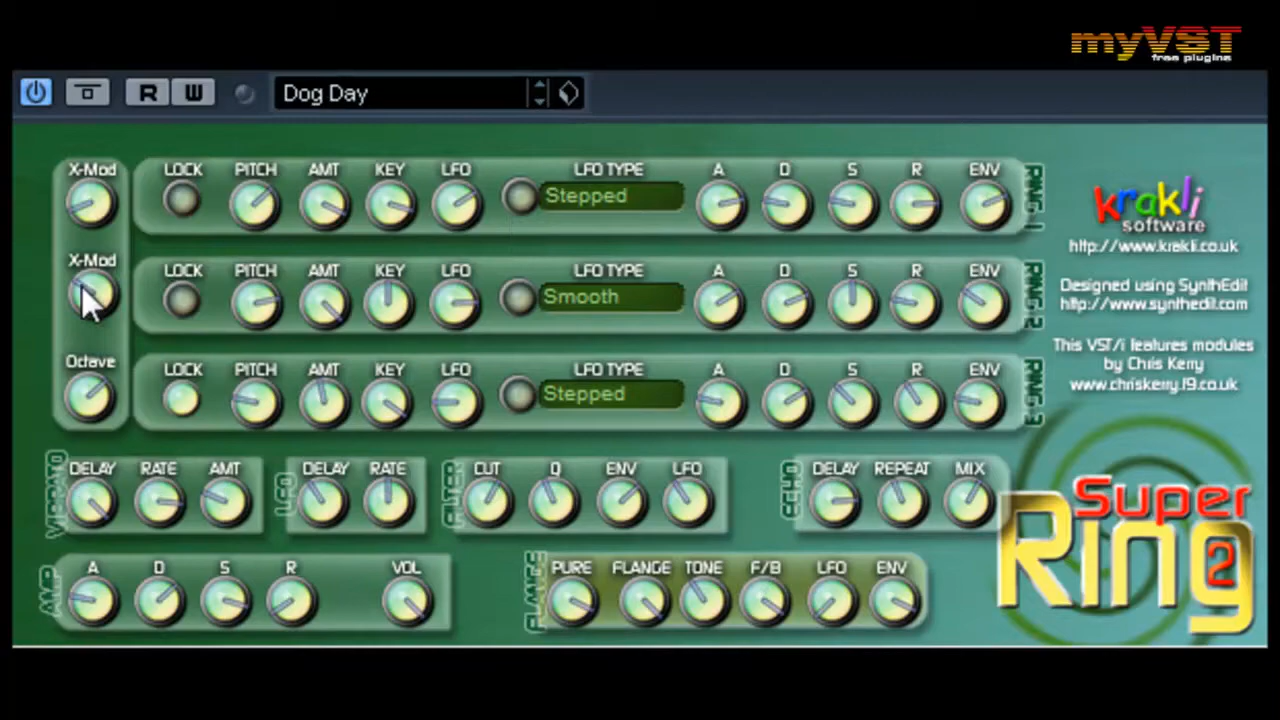 myVST
free plugins
R W Dog Day
X-Mod LOCK PITCH AMT KEY LFO LFO TYPE A D S R ENV RING 1
Stepped
krakli
software
http://www.krakli.co.uk
X-Mod LOCK PITCH AMT KEY LFO LFO TYPE A D S R ENV RING 2
Smooth
Designed using SynthEdit
http://www.synthedit.com
This VST/i features modules
by Chris Kerry
www.chriskerry.f9.co.uk
Octave LOCK PITCH AMT KEY LFO LFO TYPE A D S R ENV RING 3
Stepped
VIBRATO DELAY RATE AMT LFO DELAY RATE FILTER CUT Q ENV LFO ECHO DELAY REPEAT MIX
Super
Ring 2
AMP A D S R VOL FLANGE PURE FLANGE TONE F/B LFO ENV